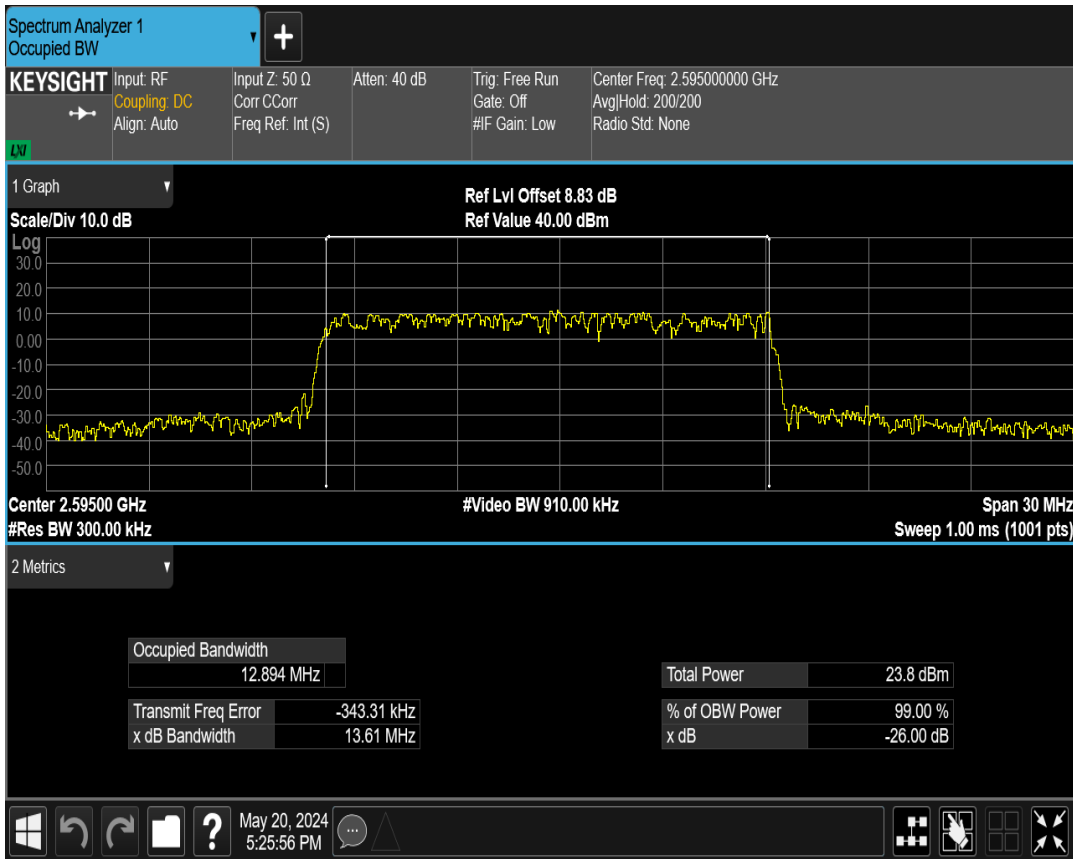 Spectrum Analyzer 1
Occupied BW
KEYSIGHT
LXI
Input: RF
Coupling: DC
Align: Auto
Input Z: 50 Ω
Corr CCorr
Freq Ref: Int (S)
Atten: 40 dB
Trig: Free Run
Gate: Off
#IF Gain: Low
Center Freq: 2.595000000 GHz
Avg|Hold: 200/200
Radio Std: None
1 Graph
Scale/Div 10.0 dB
Ref Lvl Offset 8.83 dB
Ref Value 40.00 dBm
Log
30.0
20.0
10.0
0.00
-10.0
-20.0
-30.0
-40.0
-50.0
Center 2.59500 GHz
#Video BW 910.00 kHz
Span 30 MHz
#Res BW 300.00 kHz
Sweep 1.00 ms (1001 pts)
2 Metrics
Occupied Bandwidth
12.894 MHz
Transmit Freq Error -343.31 kHz
x dB Bandwidth 13.61 MHz
Total Power 23.8 dBm
% of OBW Power 99.00 %
x dB -26.00 dB
May 20, 2024
5:25:56 PM